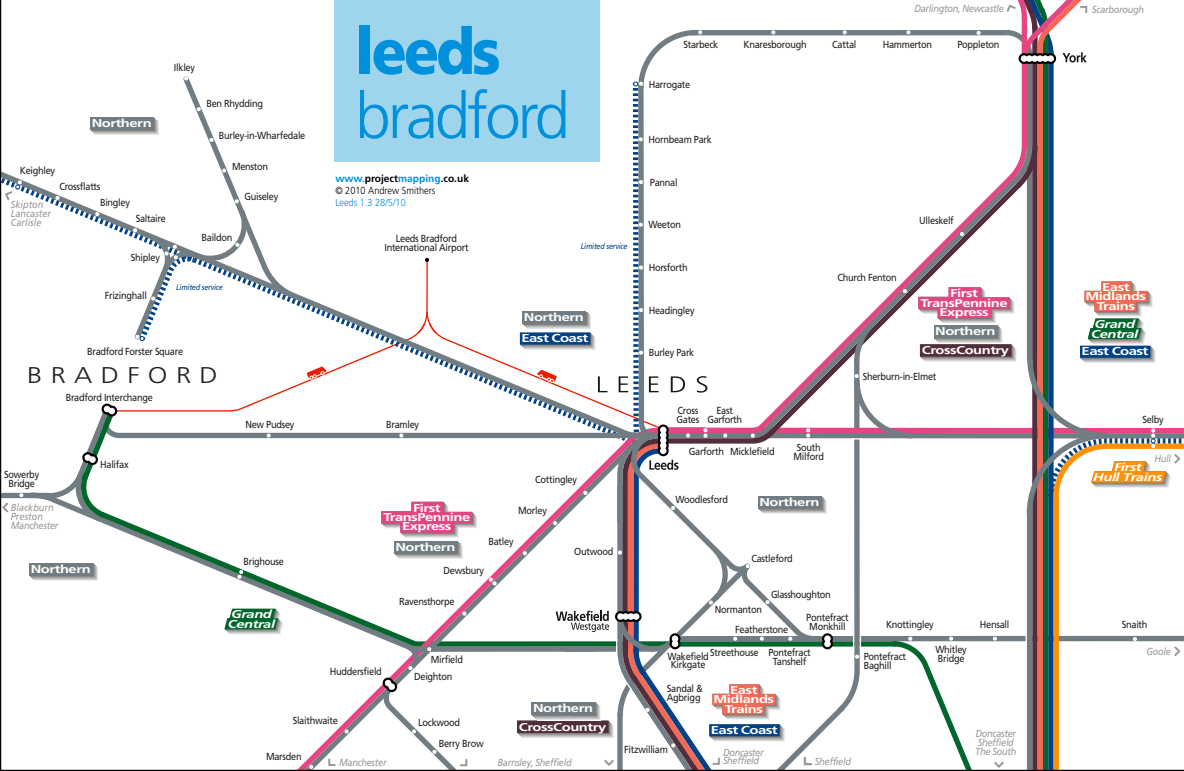 Darlington, Newcastle
Scarborough
leeds
bradford
www.projectmapping.co.uk
© 2010 Andrew Smithers
Leeds 1.3 28/5/10
Starbeck
Knaresborough
Cattal
Hammerton
Poppleton
York
Ilkley
Ben Rhydding
Northern
Burley-in-Wharfedale
Menston
Guiseley
Harrogate
Hornbeam Park
Pannal
Weeton
Limited service
Horsforth
Headingley
Burley Park
Keighley
Crossflatts
Bingley
Saltaire
Skipton
Lancaster
Carlisle
Baildon
Shipley
Limited service
Frizinghall
Bradford Forster Square
Leeds Bradford
International Airport
Northern
East Coast
Ulleskelf
Church Fenton
First
TransPennine
Express
Northern
CrossCountry
East
Midlands
Trains
Grand
Central
East Coast
BRADFORD
Bradford Interchange
LEEDS
Sherburn-in-Elmet
New Pudsey
Bramley
Cross
Gates
East
Garforth
Garforth
Micklefield
South
Milford
Selby
Hull
First
Hull Trains
Leeds
Halifax
Sowerby
Bridge
Blackburn
Preston
Manchester
Northern
Cottingley
Morley
Batley
Dewsbury
Ravensthorpe
First
TransPennine
Express
Northern
Woodlesford
Northern
Outwood
Castleford
Glasshoughton
Normanton
Brighouse
Grand
Central
Wakefield
Westgate
Featherstone
Pontefract
Monkhill
Knottingley
Hensall
Snaith
Goole
Wakefield
Kirkgate
Streethouse
Pontefract
Tanshelf
Pontefract
Baghill
Whitley
Bridge
Mirfield
Deighton
Huddersfield
Slaithwaite
Marsden
Lockwood
Berry Brow
Manchester
Barnsley, Sheffield
Northern
CrossCountry
Sandal &
Agbrigg
Fitzwilliam
East
Midlands
Trains
East Coast
Doncaster
Sheffield
Sheffield
Doncaster
Sheffield
The South